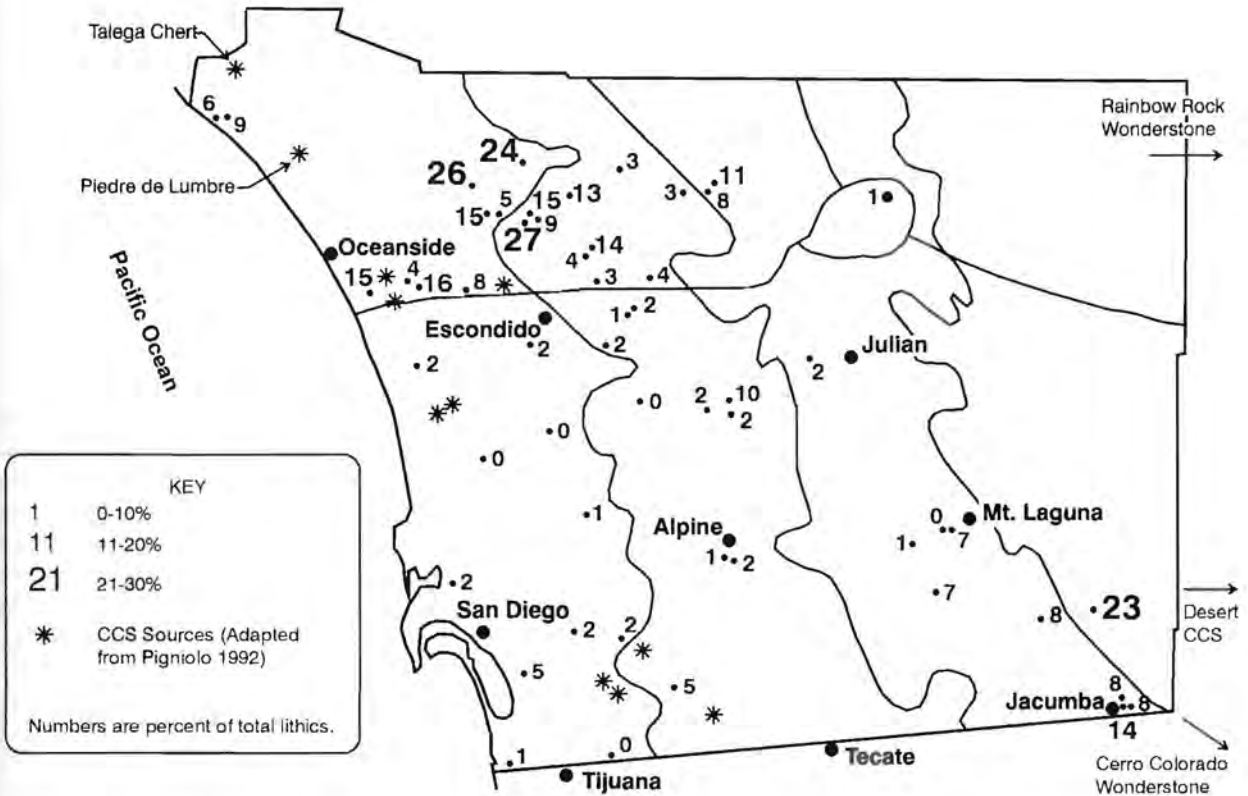 Talega Chert
6
9
Piedre de Lumbre
Rainbow Rock
Wonderstone
24
26
3
11
3
8
13
15
5
15
9
27
1
14
4
Oceanside
15
4
16
8
3
4
Pacific Ocean
Escondido
1
2
2
2
2
Julian
2
0
2
10
2
0
0
1
KEY
1 0-10%
11 11-20%
21 21-30%
CCS Sources (Adapted
from Pigniolo 1992)
Numbers are percent of total lithics.
Alpine
1
2
0
7
Mt. Laguna
1
7
2
San Diego
2
2
5
5
8
23
Desert
CCS
8
8
Jacumba
14
1
0
Tijuana
Tecate
Cerro Colorado
Wonderstone